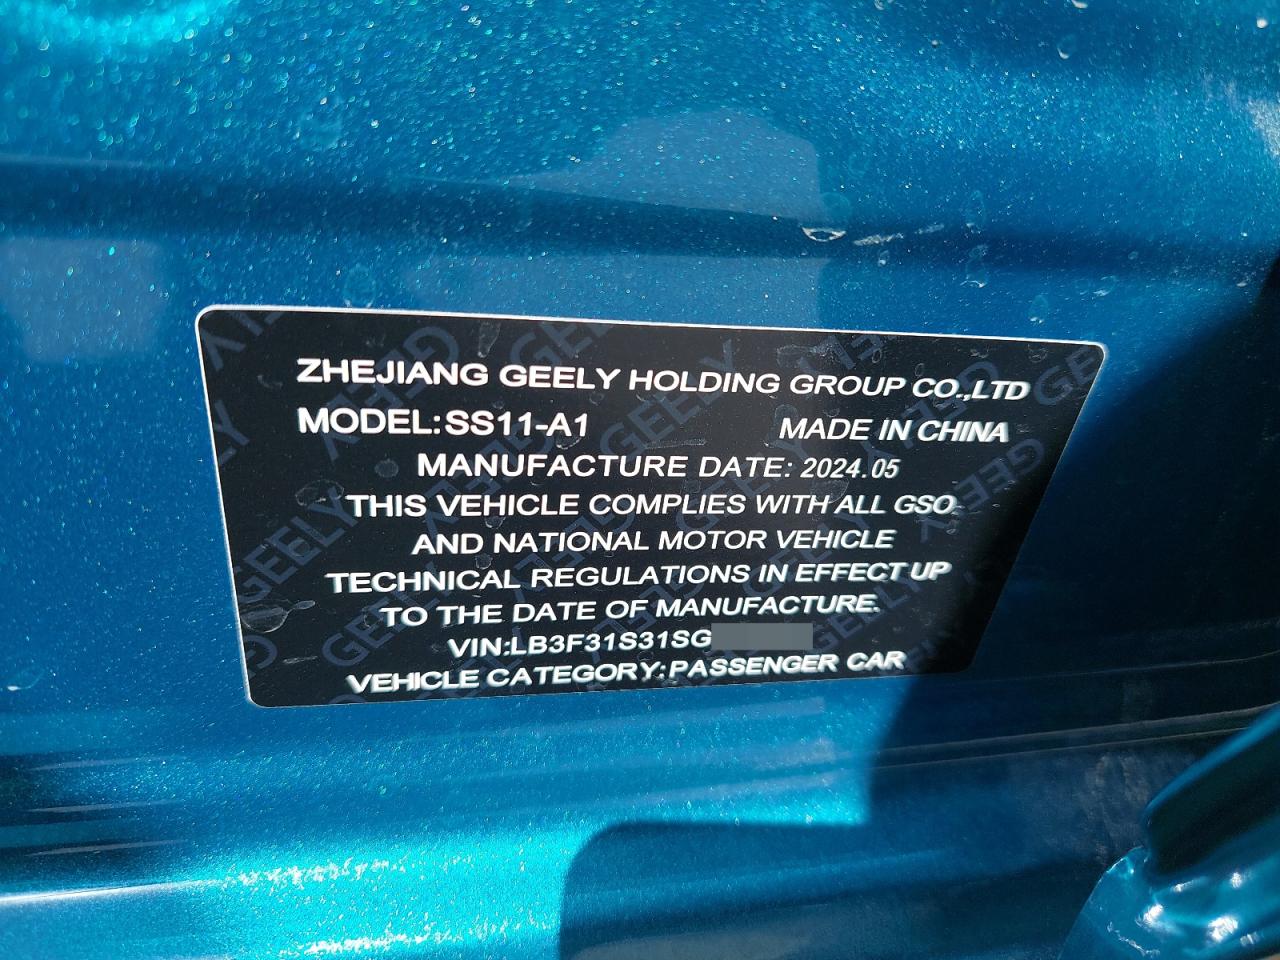 ZHEJIANG GEELY HOLDING GROUP CO.,LTD
MODEL:SS11-A1 MADE IN CHINA
MANUFACTURE DATE: 2024.05
THIS VEHICLE COMPLIES WITH ALL GSO
AND NATIONAL MOTOR VEHICLE
TECHNICAL REGULATIONS IN EFFECT UP
TO THE DATE OF MANUFACTURE.
VIN:LB3F31S31SG
VEHICLE CATEGORY:PASSENGER CAR